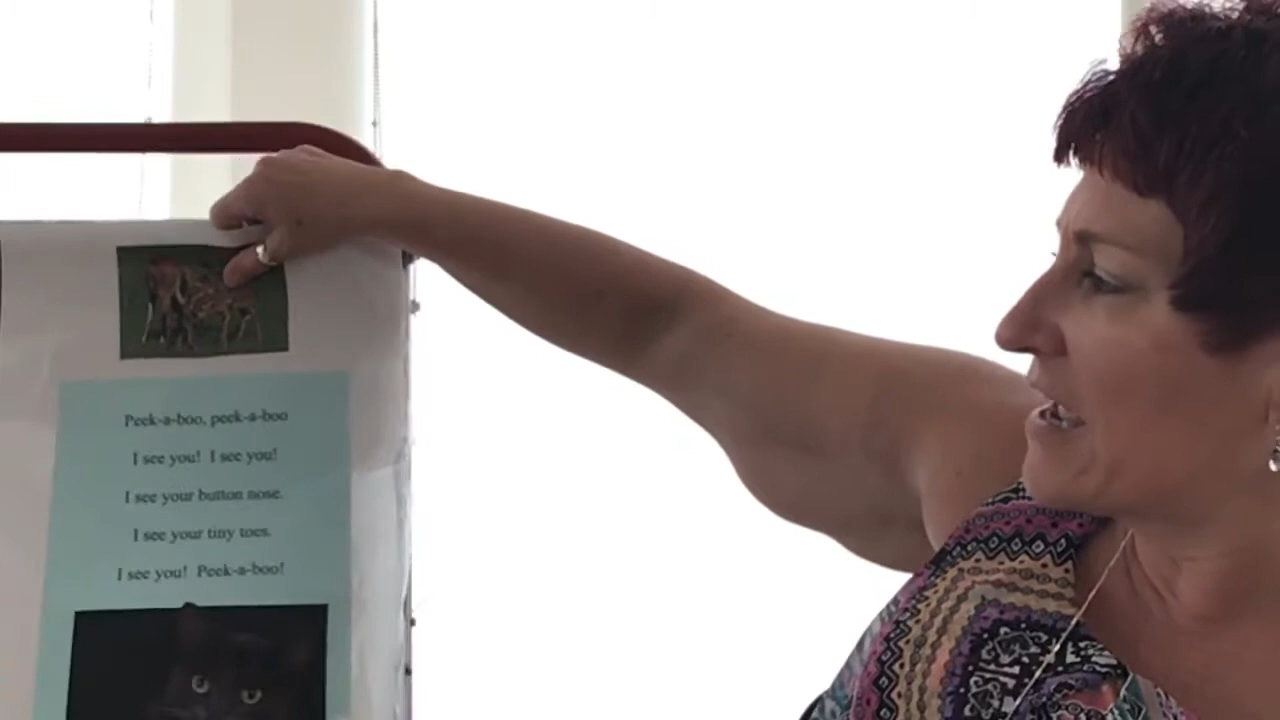 Peek-a-boo, peek-a-boo
I see you! I see you!
I see your button nose.
I see your tiny toes.
I see you! Peek-a-boo!